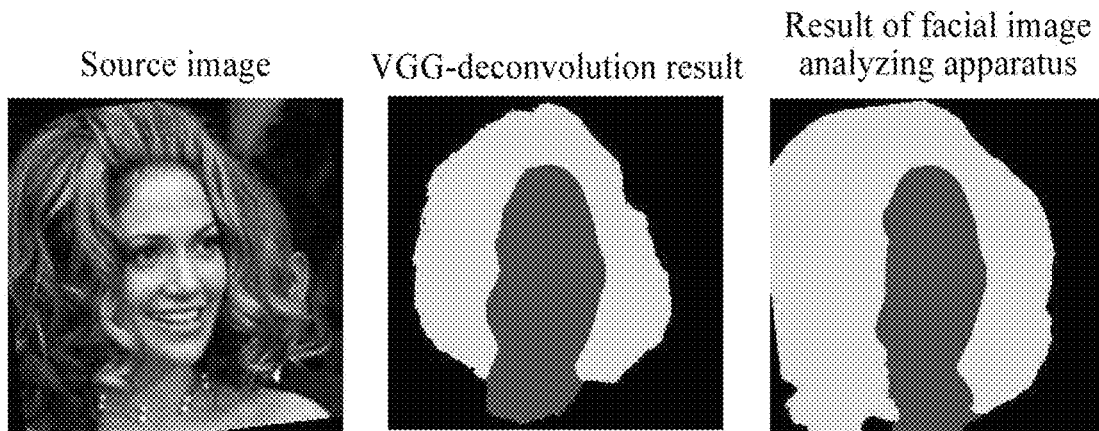 Source image
VGG-deconvolution result
Result of facial image
analyzing apparatus